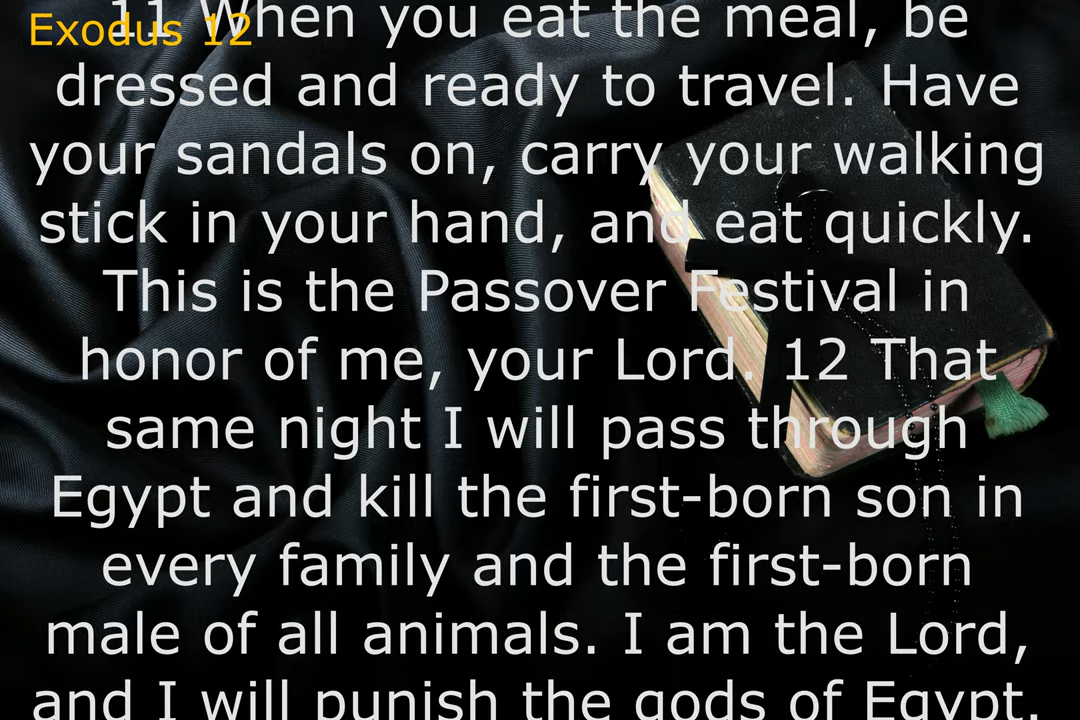 Exodus 12
11 When you eat the meal, be
dressed and ready to travel. Have
your sandals on, carry your walking
stick in your hand, and eat quickly.
This is the Passover Festival in
honor of me, your Lord. 12 That
same night I will pass through
Egypt and kill the first-born son in
every family and the first-born
male of all animals. I am the Lord,
and I will punish the gods of Egypt.